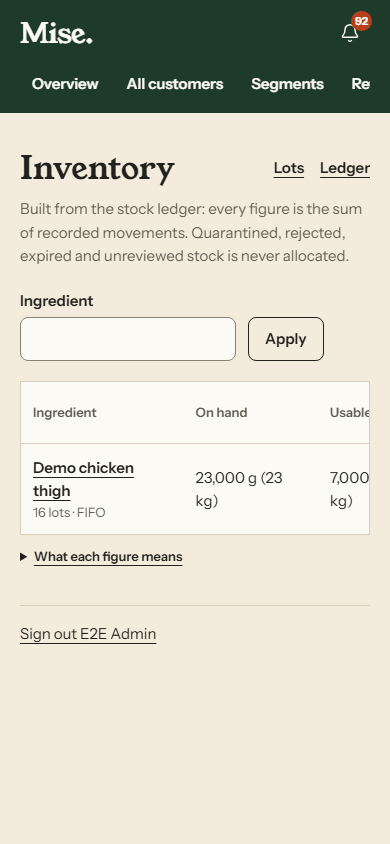 Mise.
92
Overview All customers Segments Re
Inventory Lots Ledger
Built from the stock ledger: every figure is the sum
of recorded movements. Quarantined, rejected,
expired and unreviewed stock is never allocated.
Ingredient
Apply
Ingredient On hand Usable
Demo chicken
thigh
16 lots · FIFO
23,000 g (23
kg)
7,000
kg)
What each figure means
Sign out E2E Admin